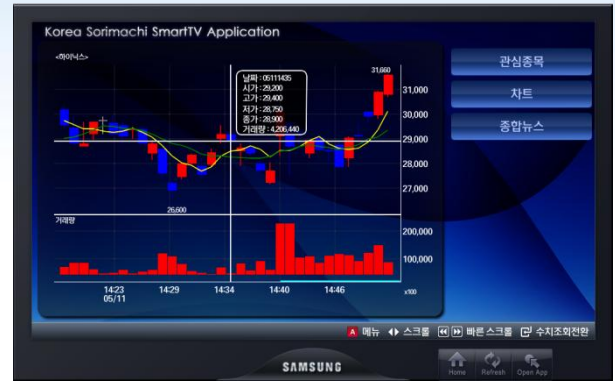 Korea Sorimachi SmartTV Application
<하이닉스>
관심종목
차트
종합뉴스
31,660
날짜 : 05111435
시가 : 29,200
고가 : 29,400
저가 : 28,750
종가 : 28,900
거래량 : 4,206,440
31,000
30,000
29,000
28,000
27,000
26,600
거래량
200,000
100,000
14:23 14:29 14:34 14:40 14:46 x100
05/11
A 메뉴 스크롤 빠른 스크롤 수치조회전환
SAMSUNG
Home Refresh Open App